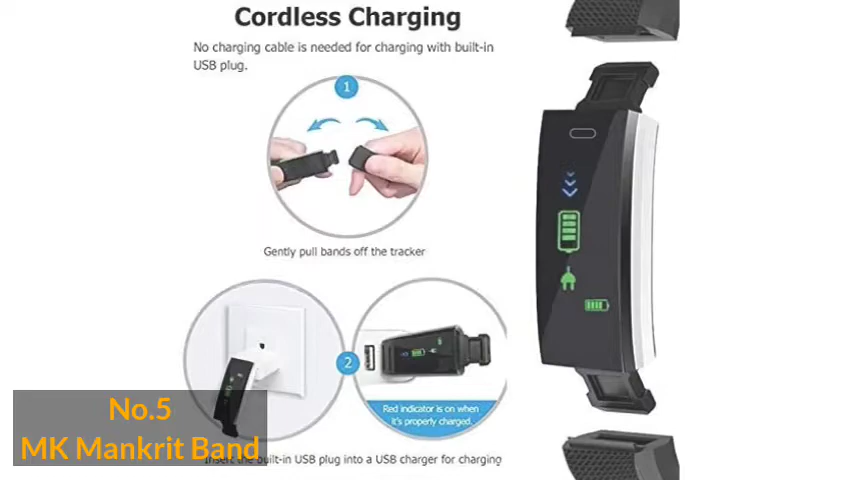 Cordless Charging
No charging cable is needed for charging with built-in
USB plug.
1
Gently pull bands off the tracker
2
Red indicator is on when
it's properly charged.
No.5
MK Mankrit Band
Insert the built-in USB plug into a USB charger for charging